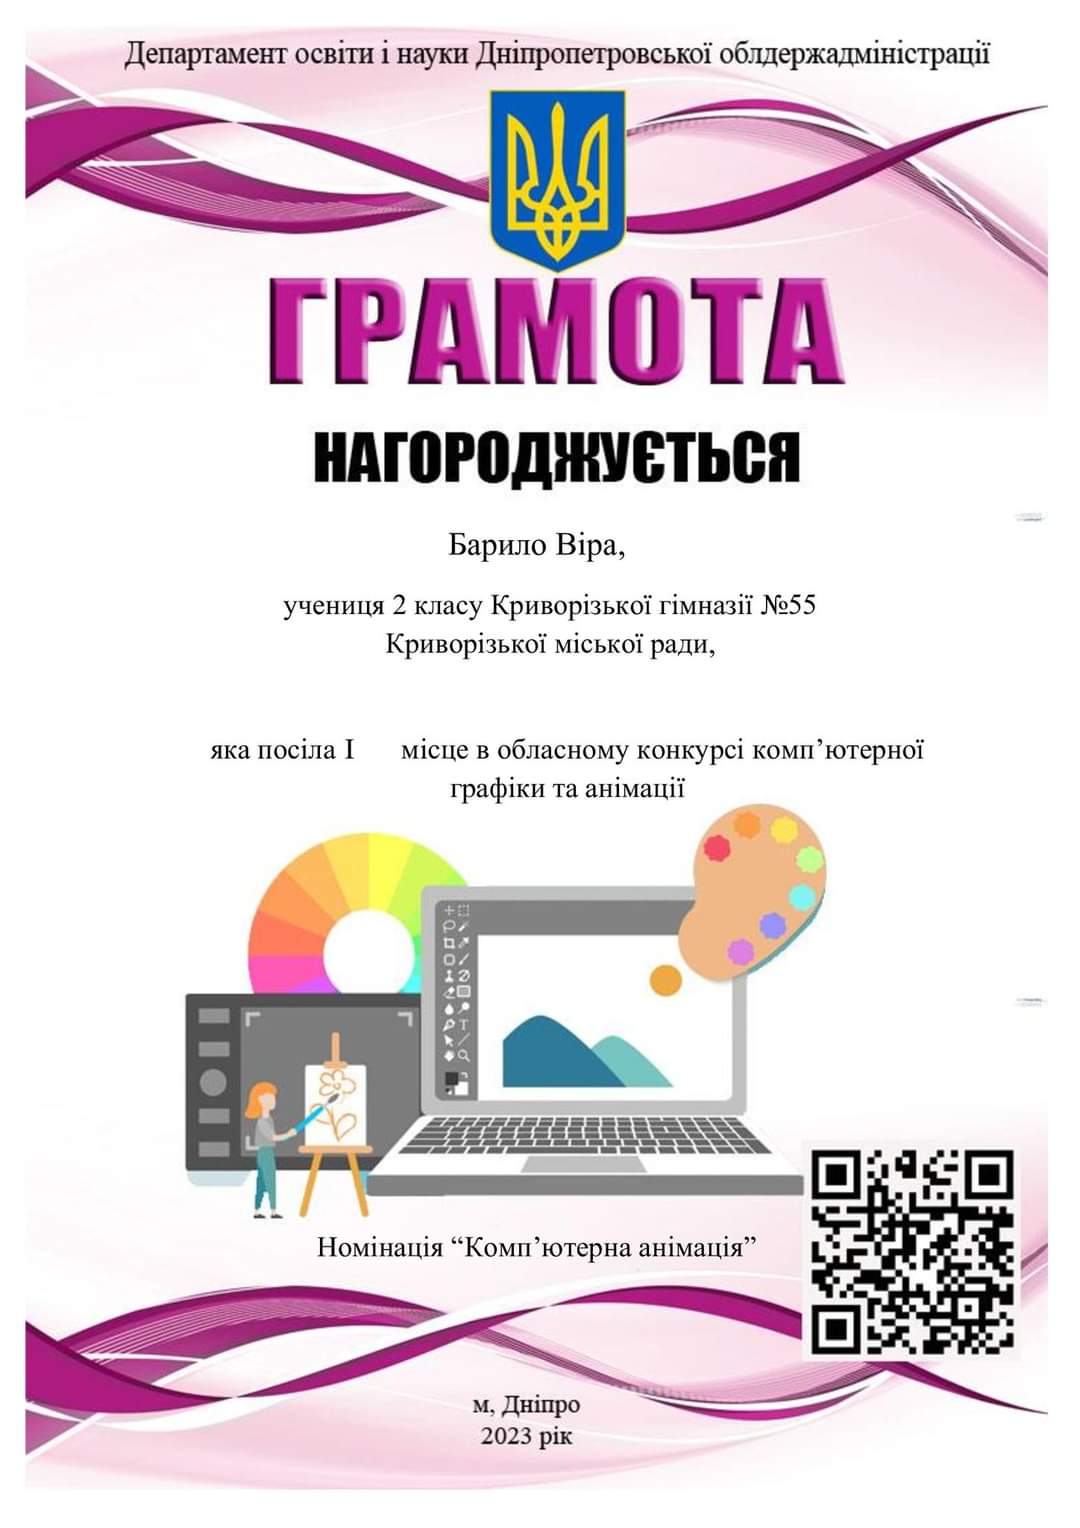 Департамент освіти і науки Дніпропетровської облдержадміністрації
ГРАМОТА
НАГОРОДЖУЄТЬСЯ
Барило Віра,
учениця 2 класу Криворізької гімназії №55
Криворізької міської ради,
яка посіла І місце в обласному конкурсі комп’ютерної
графіки та анімації
Номінація “Комп’ютерна анімація”
м, Дніпро
2023 рік